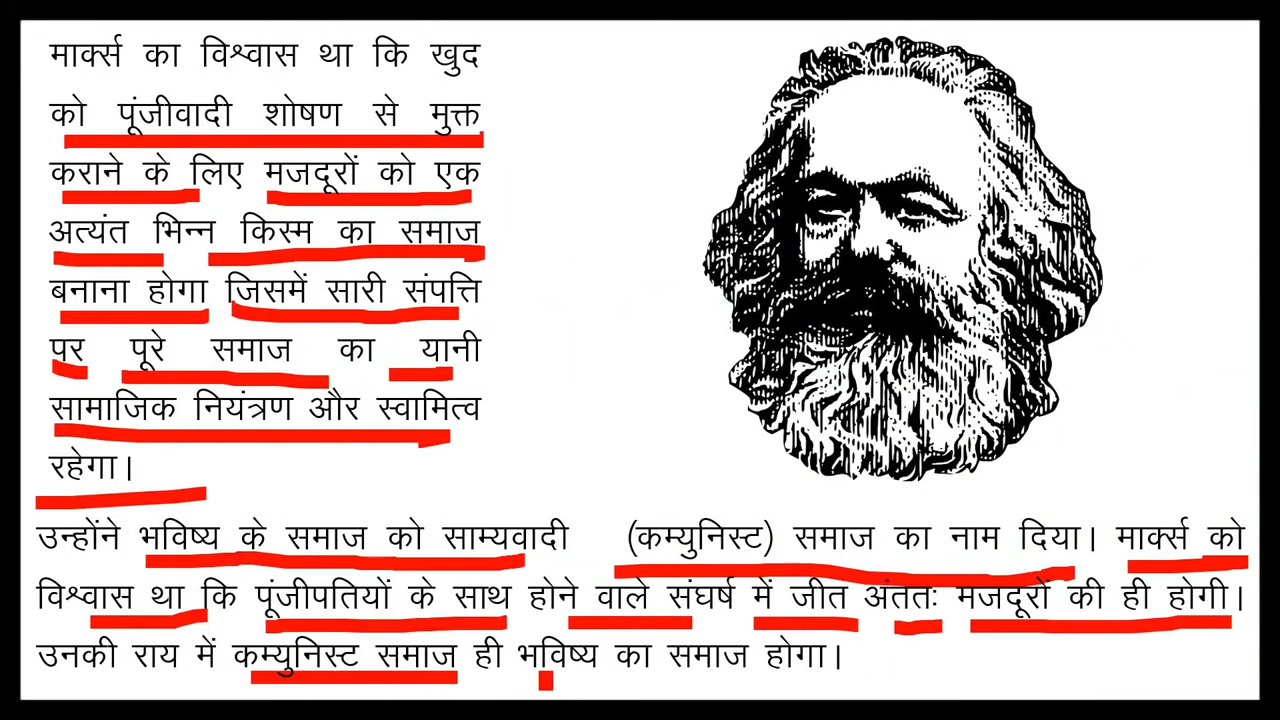 मार्क्स का विश्वास था कि खुद
को पूंजीवादी शोषण से मुक्त
कराने के लिए मजदूरों को एक
अत्यंत भिन्न किस्म का समाज
बनाना होगा जिसमें सारी संपत्ति
पर पूरे समाज का यानी
सामाजिक नियंत्रण और स्वामित्व
रहेगा।
उन्होंने भविष्य के समाज को साम्यवादी (कम्युनिस्ट) समाज का नाम दिया। मार्क्स को
विश्वास था कि पूंजीपतियों के साथ होने वाले संघर्ष में जीत अंततः मजदूरों की ही होगी।
उनकी राय में कम्युनिस्ट समाज ही भविष्य का समाज होगा।